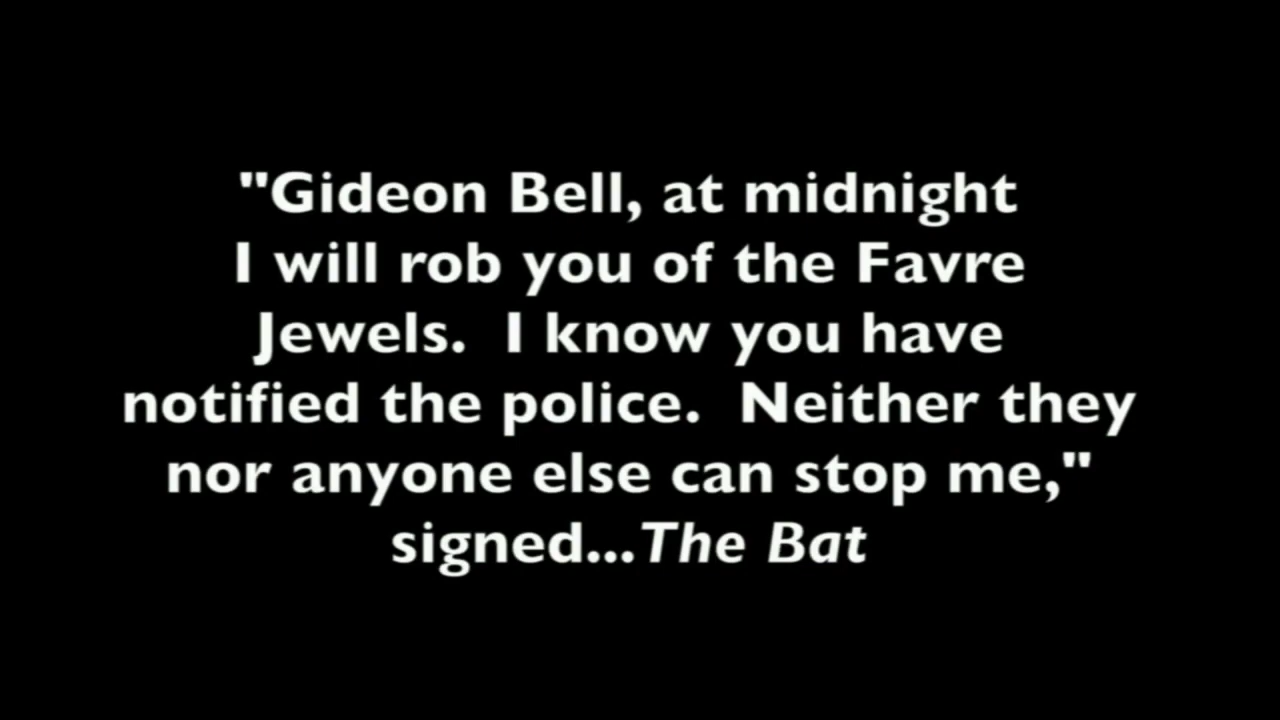 "Gideon Bell, at midnight
I will rob you of the Favre
Jewels.  I know you have
notified the police.  Neither they
nor anyone else can stop me,"
signed...The Bat